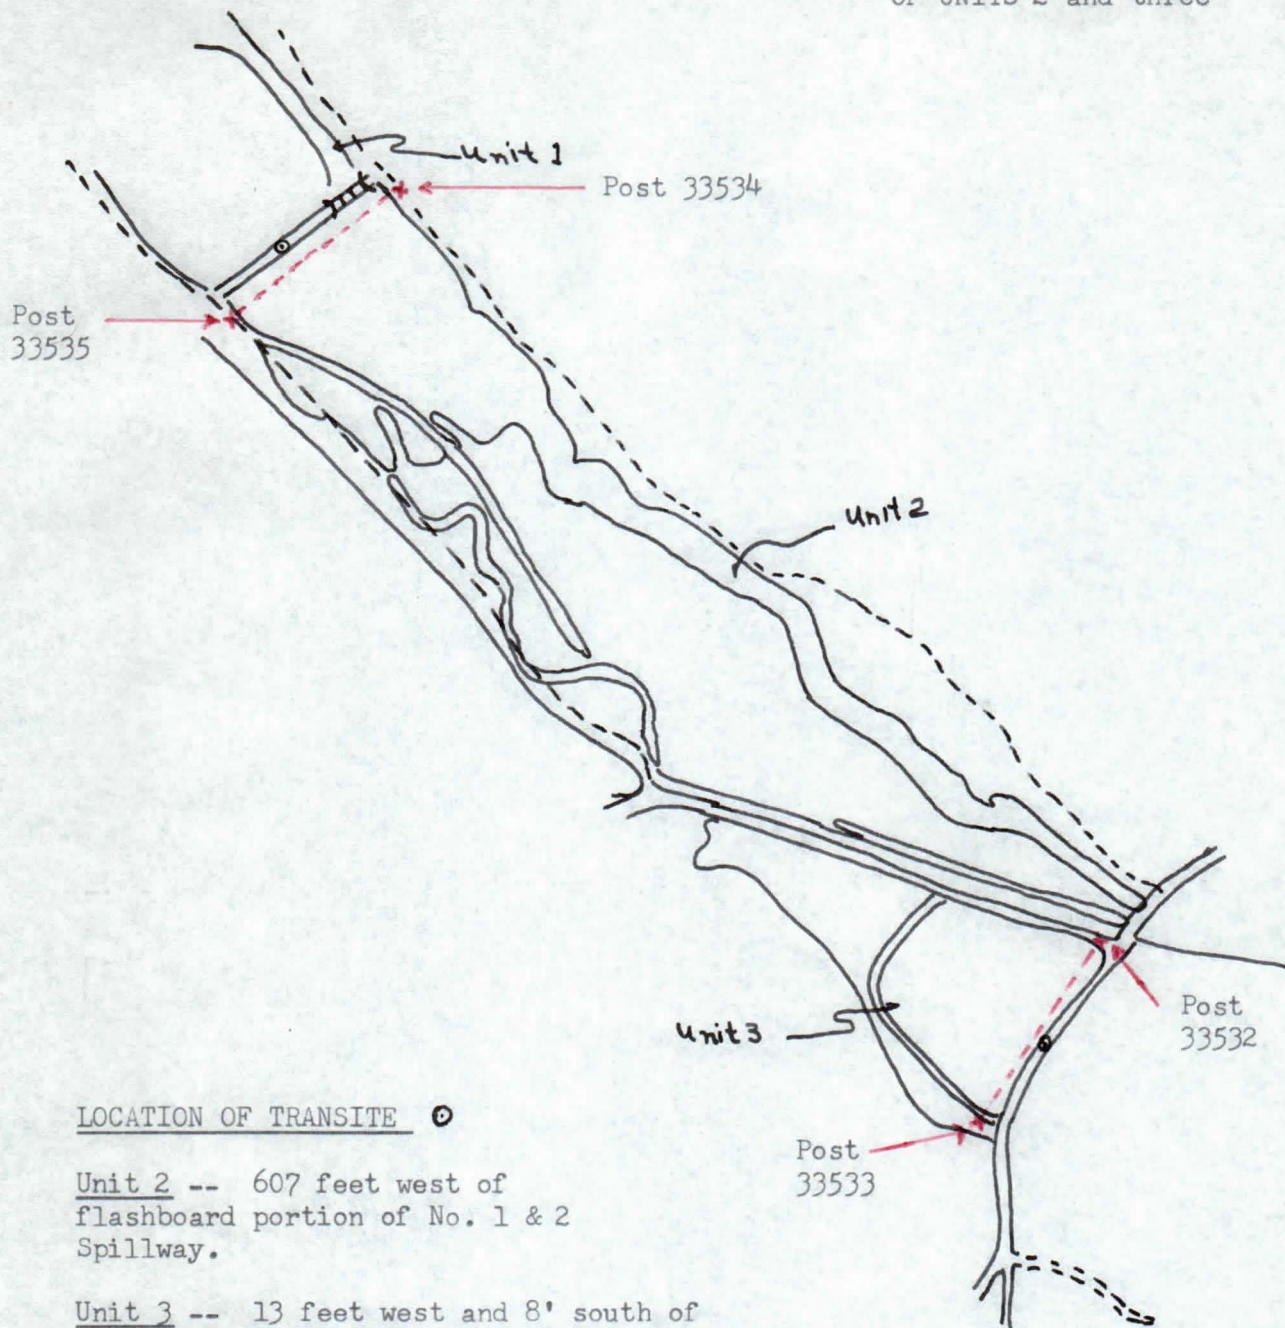 Unit 1
Post 33534
Post
33535
Unit 2
Unit 3
Post
33532
Post
33533
LOCATION OF TRANSITE
Unit 2 -- 607 feet west of
flashboard portion of No. 1 & 2
Spillway.
Unit 3 -- 13 feet west and 8' south of